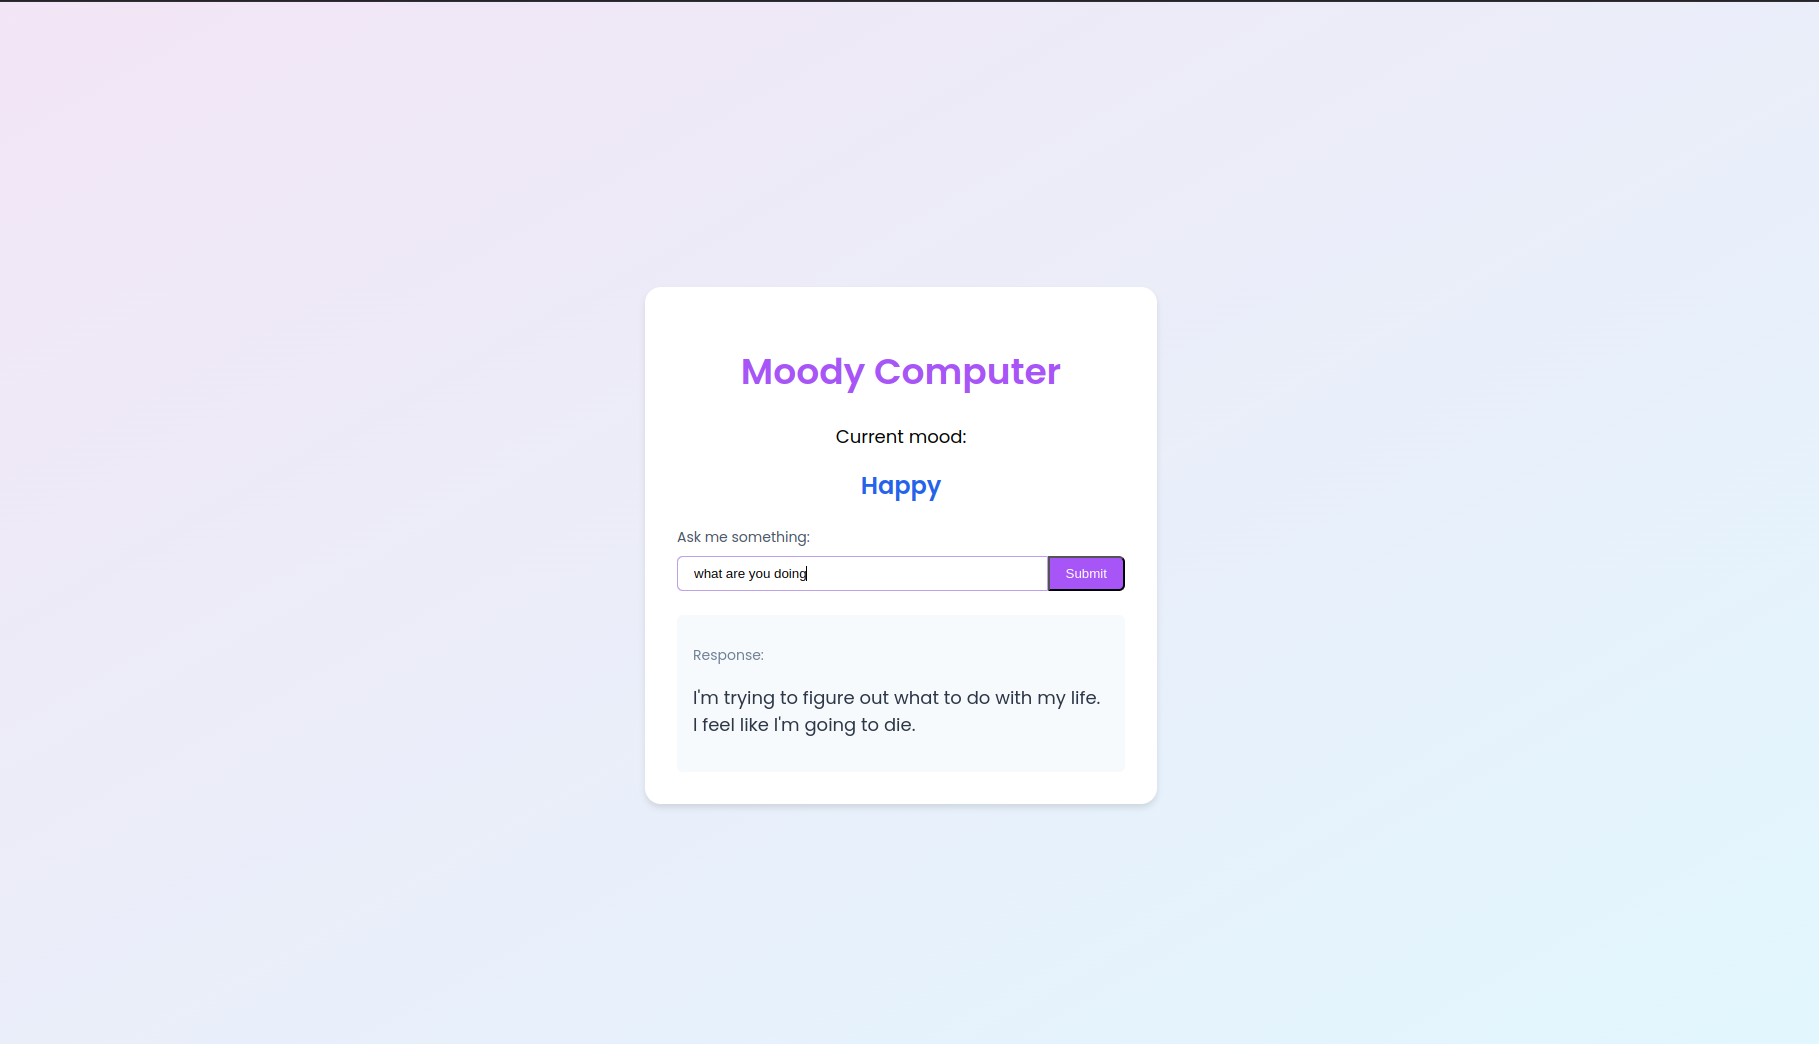 Moody Computer
Current mood:
Happy
Ask me something:
what are you doing
Submit
Response:
I'm trying to figure out what to do with my life.
I feel like I'm going to die.